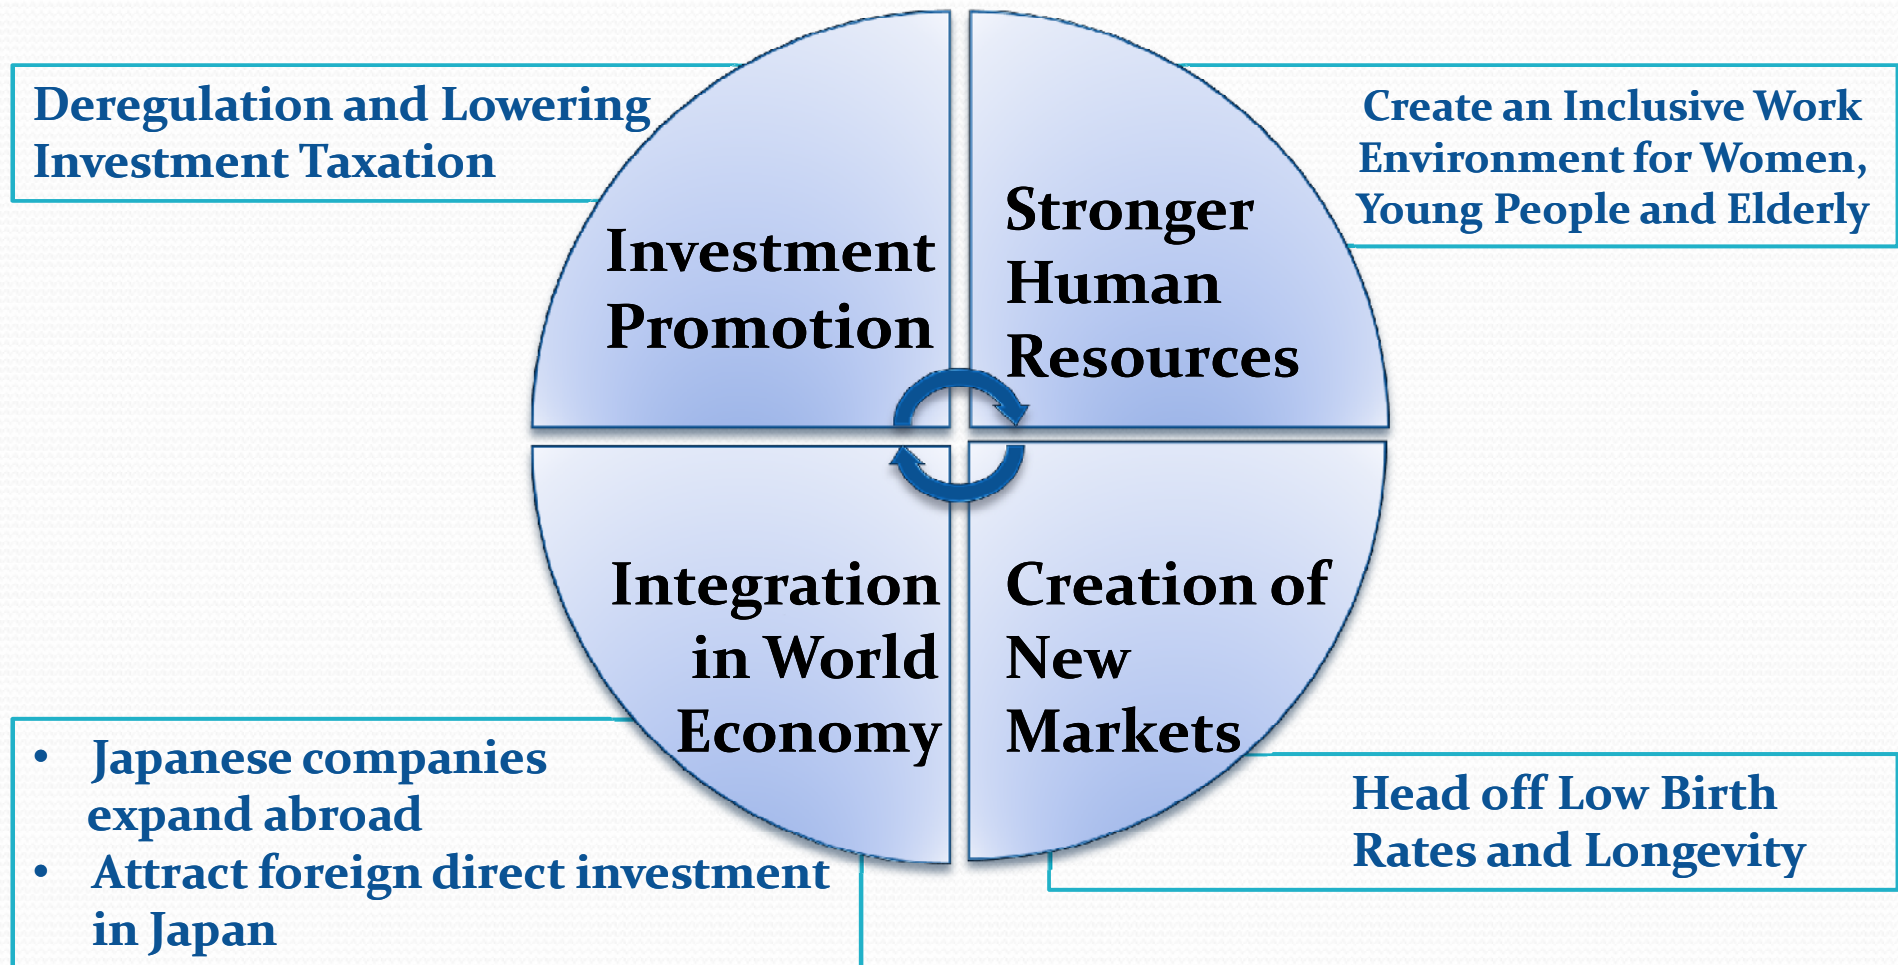 Deregulation and Lowering
Investment Taxation
Investment
Promotion
Stronger
Human
Resources
Create an Inclusive Work
Environment for Women,
Young People and Elderly
Integration
in World
Economy
• Japanese companies
expand abroad
• Attract foreign direct investment
in Japan
Creation of
New
Markets
Head off Low Birth
Rates and Longevity